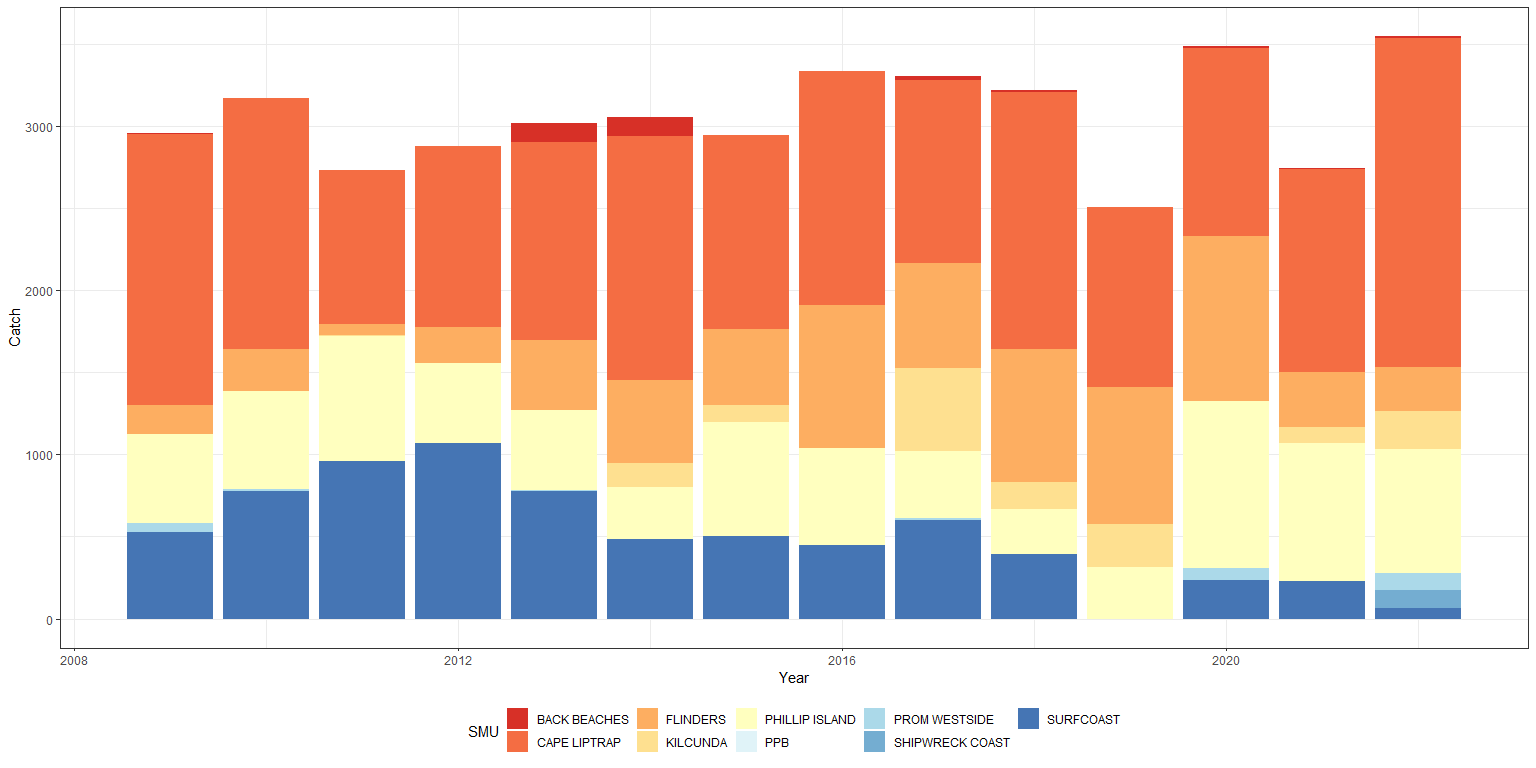 Catch
3000
2000
1000
0
2008 2012 2016 2020
Year
SMU
BACK BEACHES FLINDERS PHILLIP ISLAND PROM WESTSIDE SURFCOAST
CAPE LIPTRAP KILCUNDA PPB SHIPWRECK COAST